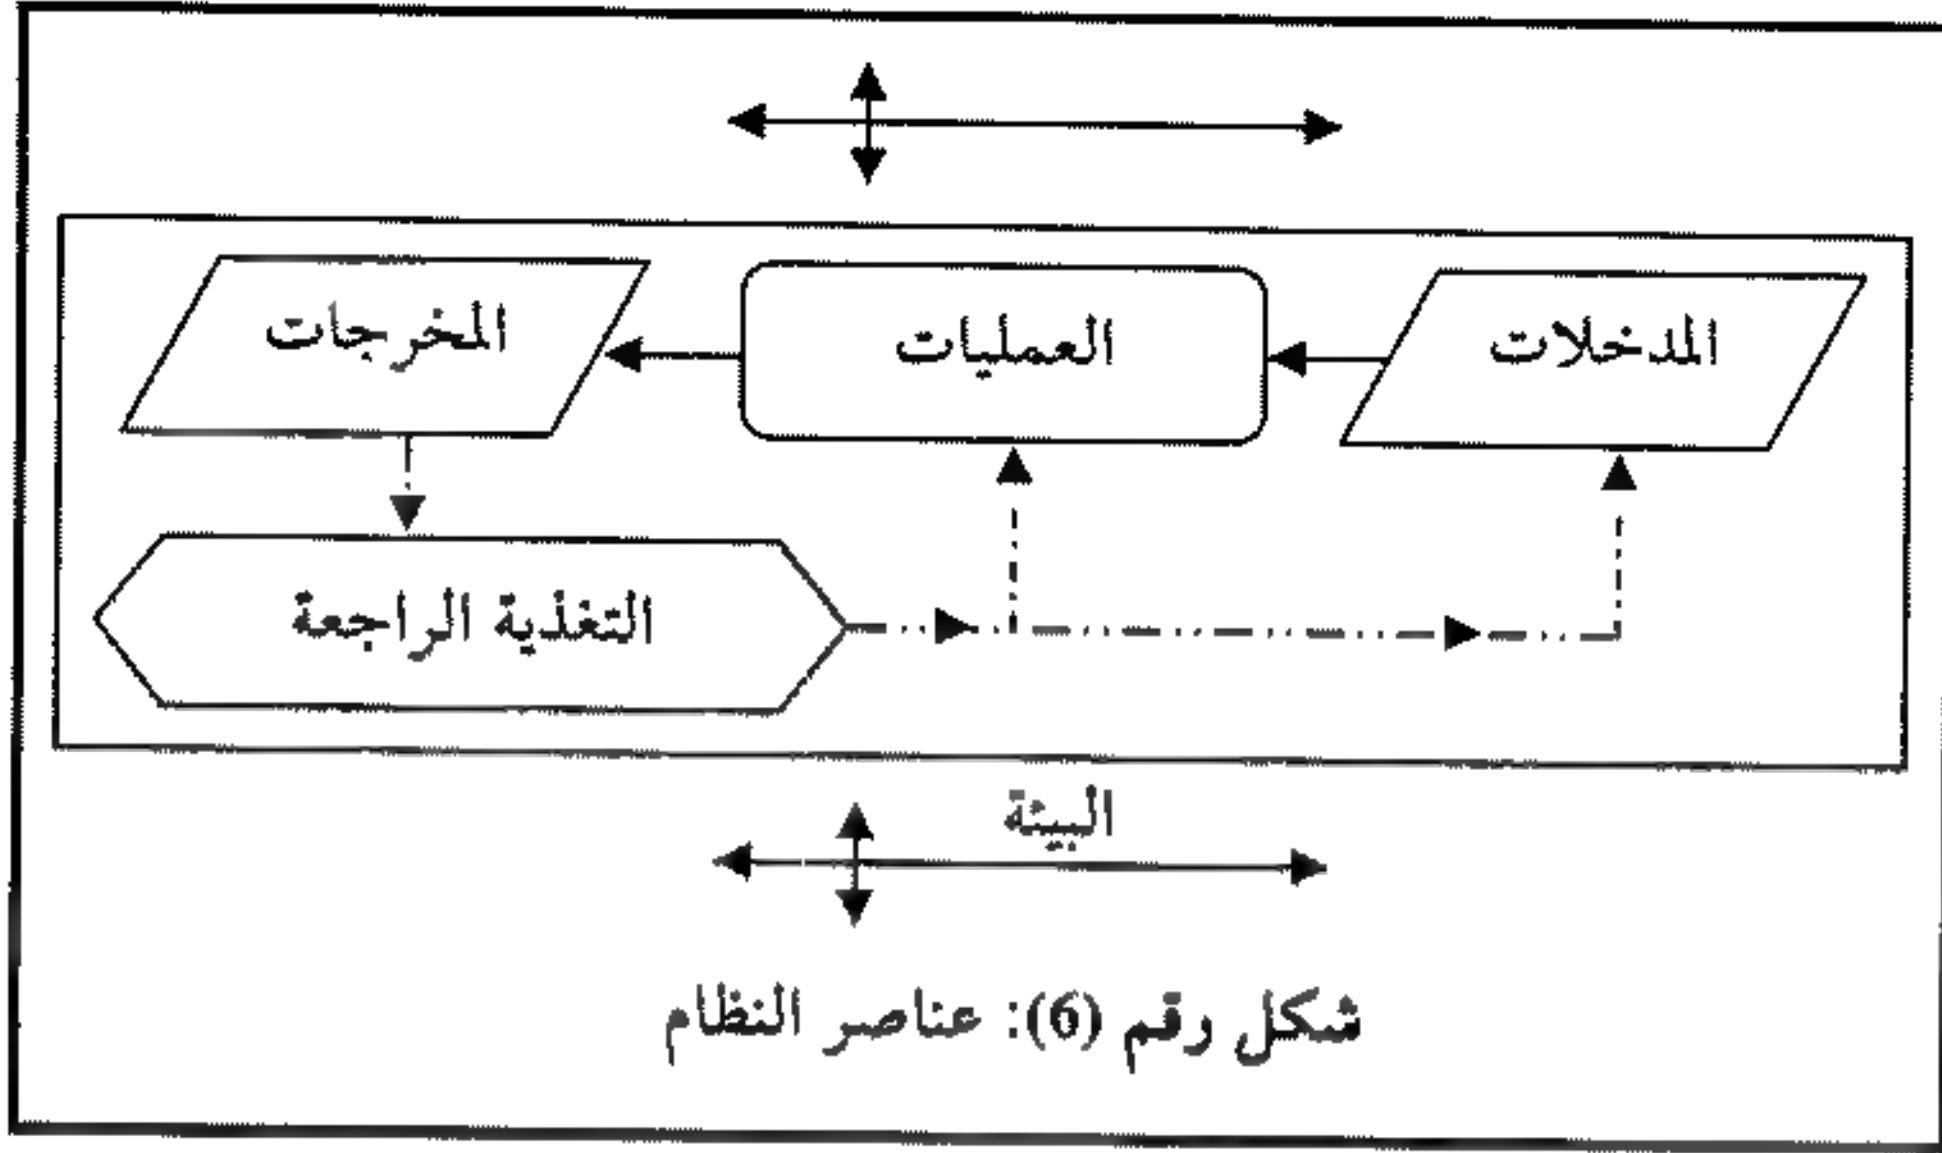 المدخلات
العمليات
المخرجات
التغذية الراجعة
البيئة
شكل رقم (6): عناصر النظام